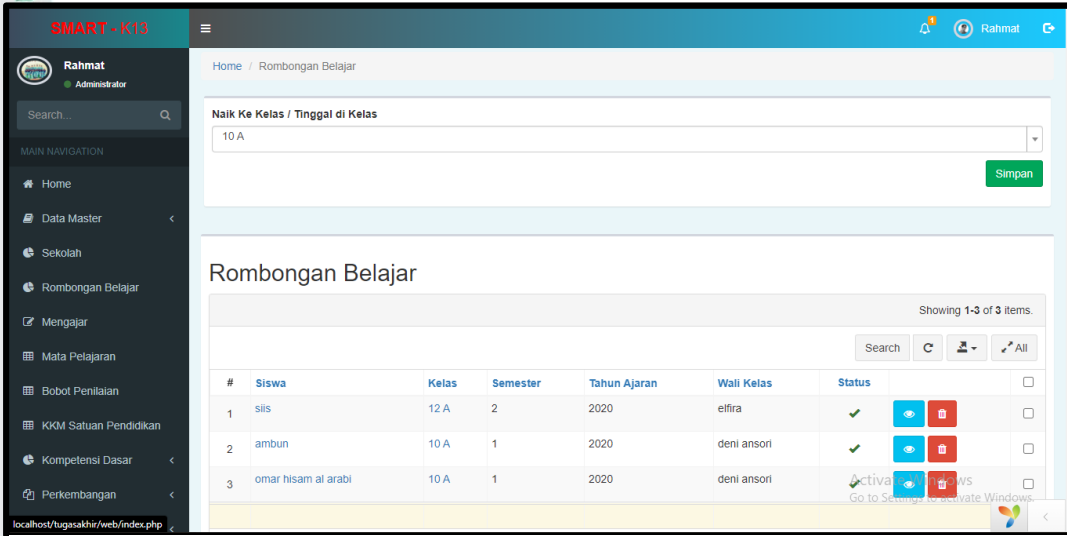 SMART - K13
1
Rahmat
Rahmat
Administrator
Search...
MAIN NAVIGATION
Home
Data Master
Sekolah
Rombongan Belajar
Mengajar
Mata Pelajaran
Bobot Penilaian
KKM Satuan Pendidikan
Kompetensi Dasar
Perkembangan
localhost/tugasakhir/web/index.php
Home / Rombongan Belajar
Naik Ke Kelas / Tinggal di Kelas
10 A
Simpan
Rombongan Belajar
Showing 1-3 of 3 items.
Search All
# Siswa Kelas Semester Tahun Ajaran Wali Kelas Status
1 siis 12 A 2 2020 elfira
2 ambun 10 A 1 2020 deni ansori
3 omar hisam al arabi 10 A 1 2020 deni ansori
Activate Windows
Go to Settings to activate Windows.